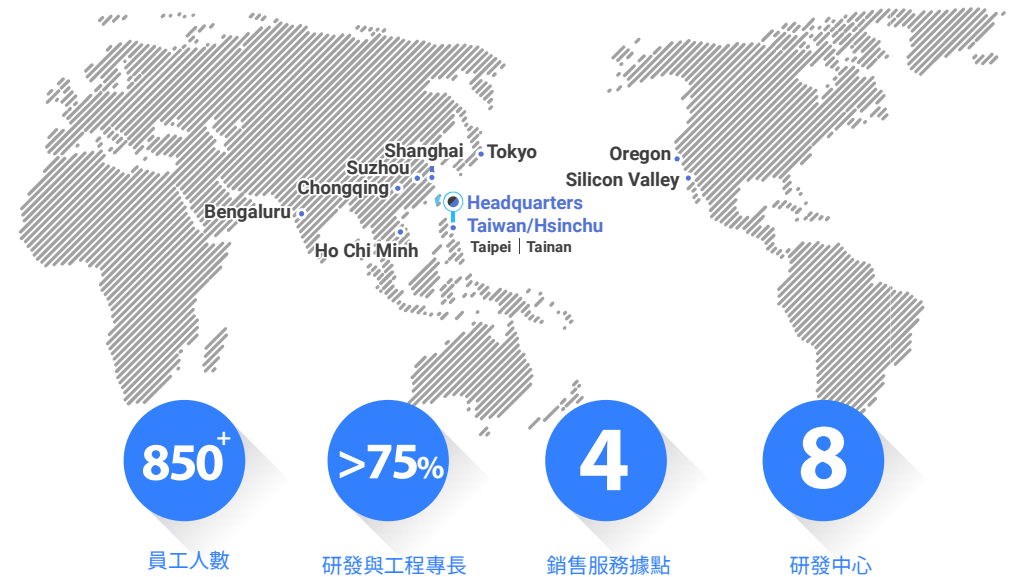 Shanghai
Tokyo
Suzhou
Chongqing
Bengaluru
Ho Chi Minh
Headquarters
Taiwan/Hsinchu
Taipei | Tainan
Oregon
Silicon Valley
850+
>75%
4
8
員工人數
研發與工程專長
銷售服務據點
研發中心